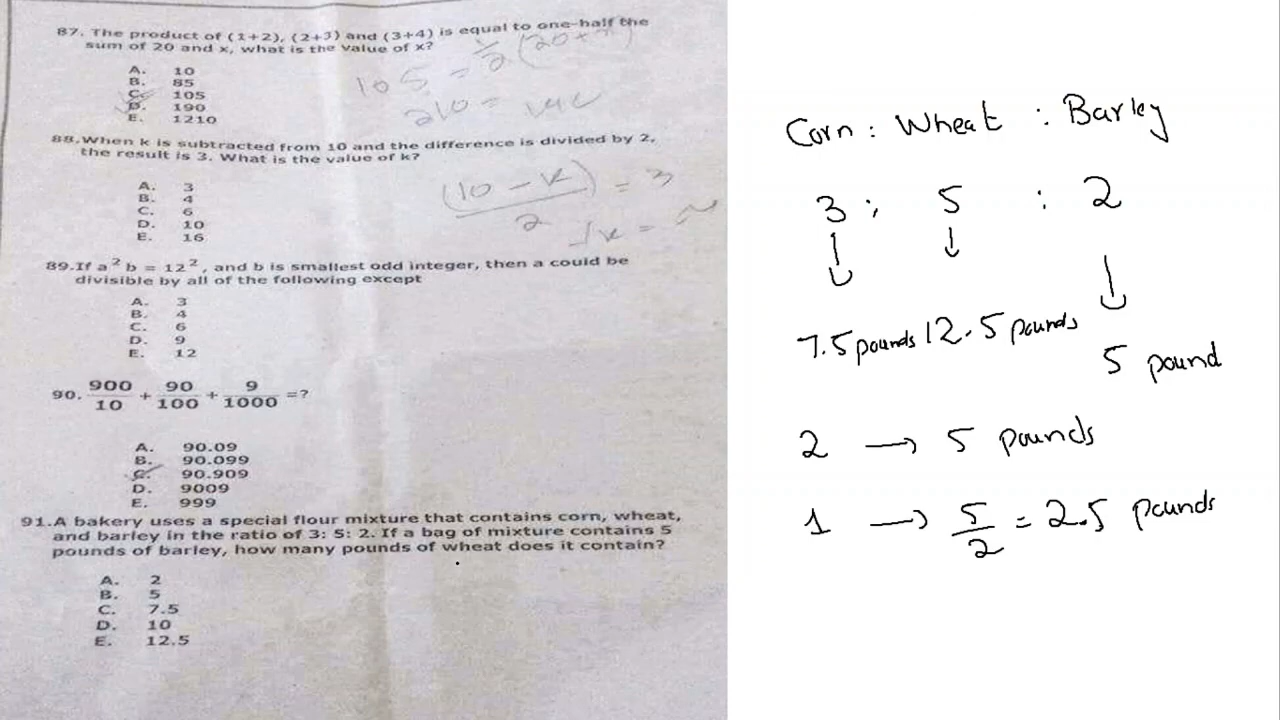 87. The product of (1+2), (2+3) and (3+4) is equal to one-half the
sum of 20 and x, what is the value of x?
A. 10
B. 85
C. 105
D. 190
E. 1210
105 = ½(20+x)
210 =
88.When k is subtracted from 10 and the difference is divided by 2,
the result is 3. What is the value of k?
A. 3
B. 4
C. 6
D. 10
E. 16
(10 - k)/2 = 3
89.If a²b = 12², and b is smallest odd integer, then a could be
divisible by all of the following except
A. 3
B. 4
C. 6
D. 9
E. 12
90. 900/10 + 90/100 + 9/1000 =?
A. 90.09
B. 90.099
C. 90.909
D. 9009
E. 999
91.A bakery uses a special flour mixture that contains corn, wheat,
and barley in the ratio of 3: 5: 2. If a bag of mixture contains 5
pounds of barley, how many pounds of wheat does it contain?
A. 2
B. 5
C. 7.5
D. 10
E. 12.5
Corn : Wheat : Barley
3 : 5 : 2
7.5 pounds 12.5 pounds
5 pound
2 → 5 pounds
1 → 5/2 = 2.5 pounds